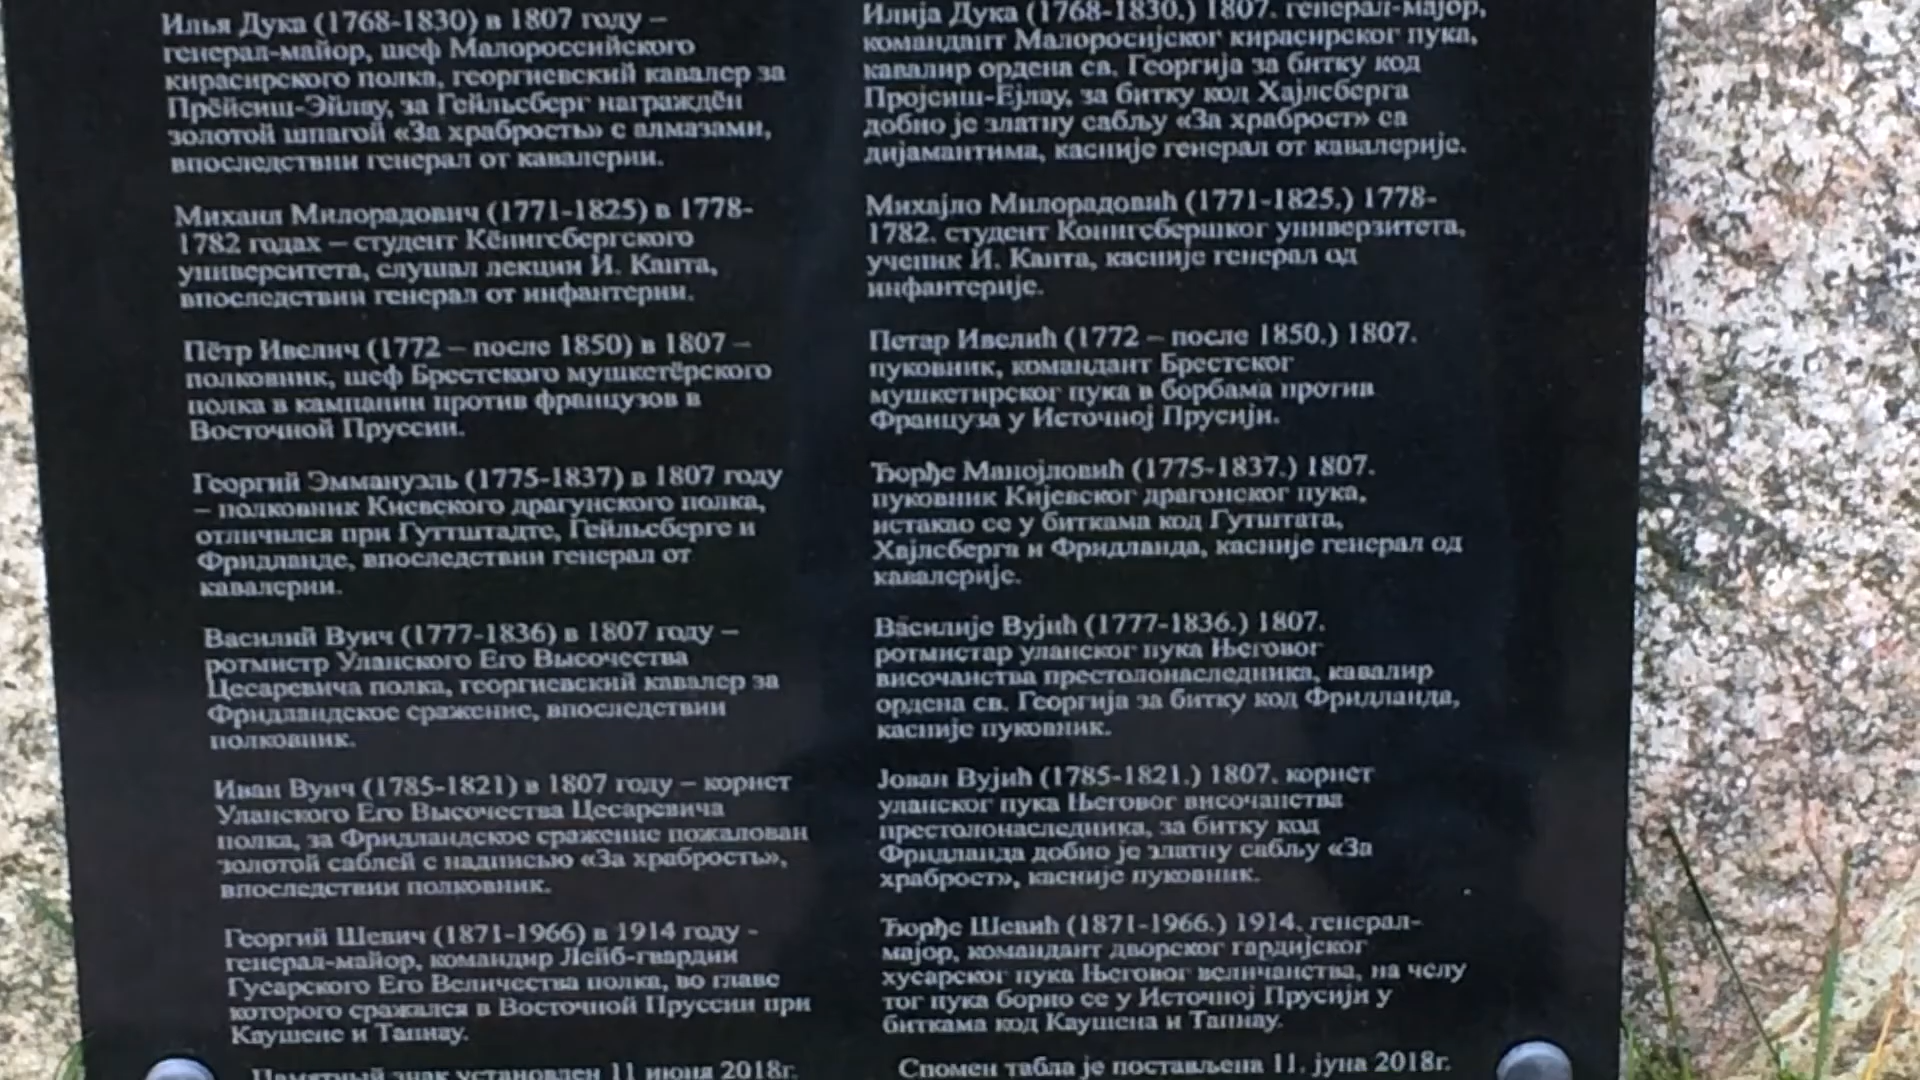 Илья Дука (1768-1830) в 1807 году –
генерал-майор, шеф Малороссийского
кирасирского полка, георгиевский кавалер за
Прёйсиш-Эйлау, за Гейльсберг награждён
золотой шпагой «За храбрость» с алмазами,
впоследствии генерал от кавалерии.
Михаил Милорадович (1771-1825) в 1778-
1782 годах – студент Кёнигсбергского
университета, слушал лекции И. Канта,
впоследствии генерал от инфантерии.
Пётр Ивелич (1772 – после 1850) в 1807 –
полковник, шеф Брестского мушкетёрского
полка в кампании против французов в
Восточной Пруссии.
Георгий Эммануэль (1775-1837) в 1807 году
– полковник Киевского драгунского полка,
отличился при Гуттштадте, Гейльсберге и
Фридланде, впоследствии генерал от
кавалерии.
Василий Вуич (1777-1836) в 1807 году –
ротмистр Уланского Его Высочества
Цесаревича полка, георгиевский кавалер за
Фридландское сражение, впоследствии
полковник.
Иван Вуич (1785-1821) в 1807 году – корнет
Уланского Его Высочества Цесаревича
полка, за Фридландское сражение пожалован
золотой саблей с надписью «За храбрость»,
впоследствии полковник.
Георгий Шевич (1871-1966) в 1914 году -
генерал-майор, командир Лейб-гвардии
Гусарского Его Величества полка, во главе
которого сражался в Восточной Пруссии при
Каушене и Тапиау.
Памятный знак установлен 11 июня 2018г.
Илија Дука (1768-1830.) 1807. генерал-мајор,
командант Малоросијског кирасирског пука,
кавалир ордена св. Георгија за битку код
Пројсиш-Ејлау, за битку код Хајлсберга
добио је златну сабљу «За храброст» са
дијамантима, касније генерал от кавалерије.
Михајло Милорадовић (1771-1825.) 1778-
1782. студент Конигсбершког универзитета,
ученик И. Канта, касније генерал од
инфантерије.
Петар Ивелић (1772 – после 1850.) 1807.
пуковник, командант Брестског
мушкетирског пука в борбама против
Француза у Источној Прусији.
Ђорђе Манојловић (1775-1837.) 1807.
пуковник Кијевског драгонског пука,
истакао се у биткама код Гутштата,
Хајлсберга и Фридланда, касније генерал од
кавалерије.
Василије Вујић (1777-1836.) 1807.
ротмистар уланског пука Његовог
височанства престолонаследника, кавалир
ордена св. Георгија за битку код Фридланда,
касније пуковник.
Јован Вујић (1785-1821.) 1807. корнет
уланског пука Његовог височанства
престолонаследника, за битку код
Фридланда добио је златну сабљу «За
храброст», касније пуковник.
Ђорђе Шевић (1871-1966.) 1914. генерал-
мајор, командант дворског гардијског
хусарског пука Његовог величанства, на челу
тог пука борио се у Источној Прусији у
биткама код Каушена и Тапиау.
Спомен табла је постављена 11. јуна 2018г.